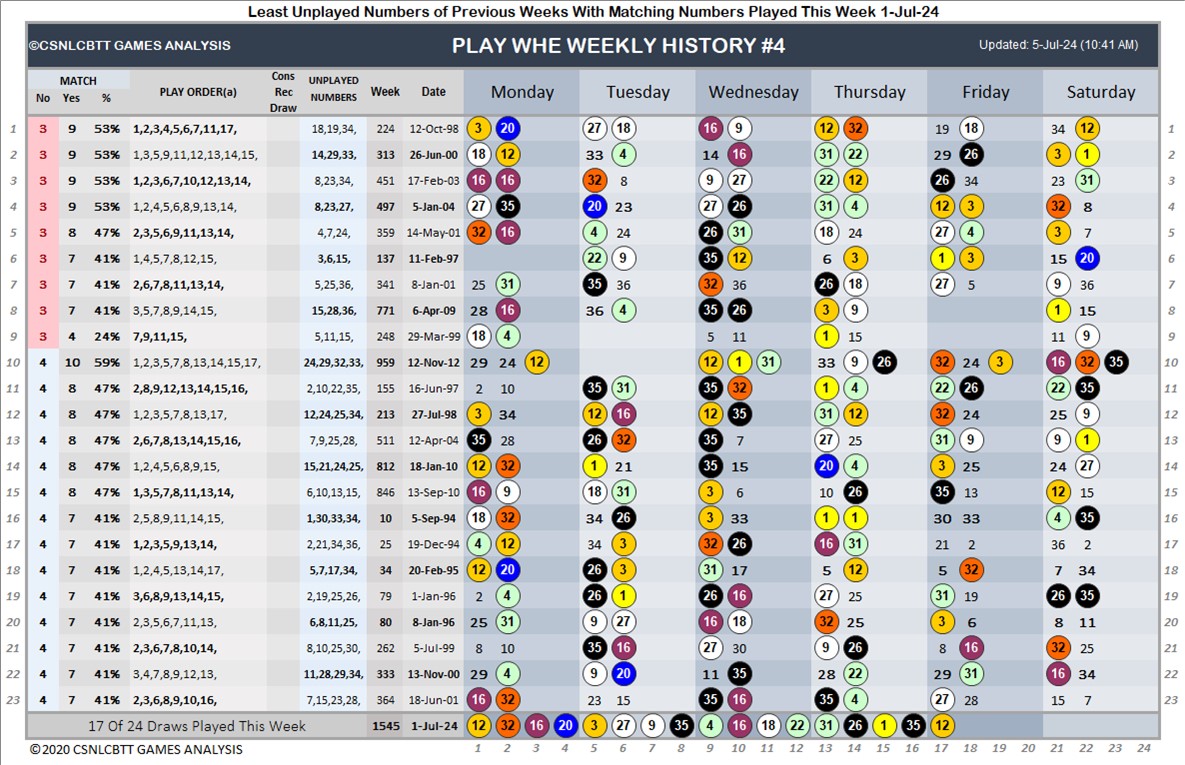 Least Unplayed Numbers of Previous Weeks With Matching Numbers Played This Week 1-Jul-24
©CSNLCBTT GAMES ANALYSIS PLAY WHE WEEKLY HISTORY #4 Updated: 5-Jul-24 (10:41 AM)
MATCH
No Yes % PLAY ORDER(a) Cons Rec Draw UNPLAYED NUMBERS Week Date Monday Tuesday Wednesday Thursday Friday Saturday
1 3 9 53% 1,2,3,4,5,6,7,11,17, 18,19,34, 224 12-Oct-98 3 20 27 18 16 9 12 32 19 18 34 12 1
2 3 9 53% 1,3,5,9,11,12,13,14,15, 14,29,33, 313 26-Jun-00 18 12 33 4 14 16 31 22 29 26 3 1 2
3 3 9 53% 1,2,3,6,7,10,12,13,14, 8,23,34, 451 17-Feb-03 16 16 32 8 9 27 22 12 26 34 23 31 3
4 3 9 53% 1,2,4,5,6,8,9,13,14, 8,23,27, 497 5-Jan-04 27 35 20 23 27 26 31 4 12 3 32 8 4
5 3 8 47% 2,3,5,6,9,11,13,14, 4,7,24, 359 14-May-01 32 16 4 24 26 31 18 24 27 4 3 7 5
6 3 7 41% 1,4,5,7,8,12,15, 3,6,15, 137 11-Feb-97 22 9 35 12 6 3 1 3 15 20 6
7 3 7 41% 2,6,7,8,11,13,14, 5,25,36, 341 8-Jan-01 25 31 35 36 32 36 26 18 27 5 9 36 7
8 3 7 41% 3,5,7,8,9,14,15, 15,28,36, 771 6-Apr-09 28 16 36 4 35 26 3 9 1 15 8
9 3 4 24% 7,9,11,15, 5,11,15, 248 29-Mar-99 18 4 5 11 1 15 11 9 9
10 4 10 59% 1,2,3,5,7,8,13,14,15,17, 24,29,32,33, 959 12-Nov-12 29 24 12 12 1 31 33 9 26 32 24 3 16 32 35 10
11 4 8 47% 2,8,9,12,13,14,15,16, 2,10,22,35, 155 16-Jun-97 2 10 35 31 35 32 1 4 22 26 22 35 11
12 4 8 47% 1,2,3,5,7,8,13,17, 12,24,25,34, 213 27-Jul-98 3 34 12 16 12 35 31 12 32 24 25 9 12
13 4 8 47% 2,6,7,8,13,14,15,16, 7,9,25,28, 511 12-Apr-04 35 28 26 32 35 7 27 25 31 9 9 1 13
14 4 8 47% 1,2,4,5,6,8,9,15, 15,21,24,25, 812 18-Jan-10 12 32 1 21 35 15 20 4 3 25 24 27 14
15 4 8 47% 1,3,5,7,8,11,13,14, 6,10,13,15, 846 13-Sep-10 16 9 18 31 3 6 10 26 35 13 12 15 15
16 4 7 41% 2,5,8,9,11,14,15, 1,30,33,34, 10 5-Sep-94 18 32 34 26 3 33 1 1 30 33 4 35 16
17 4 7 41% 1,2,3,5,9,13,14, 2,21,34,36, 25 19-Dec-94 4 12 34 3 32 26 16 31 21 2 36 2 17
18 4 7 41% 1,2,4,5,13,14,17, 5,7,17,34, 34 20-Feb-95 12 20 26 3 31 17 5 12 5 32 7 34 18
19 4 7 41% 3,6,8,9,13,14,15, 2,19,25,26, 79 1-Jan-96 2 4 26 1 26 16 27 25 31 19 26 35 19
20 4 7 41% 2,3,5,6,7,11,13, 6,8,11,25, 80 8-Jan-96 25 31 9 27 16 18 32 25 3 6 8 11 20
21 4 7 41% 2,3,6,7,8,10,14, 8,10,25,30, 262 5-Jul-99 8 10 35 16 27 30 9 26 8 16 32 25 21
22 4 7 41% 3,4,7,8,9,12,13, 11,28,29,34, 333 13-Nov-00 29 4 9 20 11 35 28 22 29 31 16 34 22
23 4 7 41% 2,3,6,8,9,10,16, 7,15,23,28, 364 18-Jun-01 16 32 23 15 35 16 35 4 27 28 15 7 23
17 Of 24 Draws Played This Week 1545 1-Jul-24 12 32 16 20 3 27 9 35 4 16 18 22 31 26 1 35 12
© 2020 CSNLCBTT GAMES ANALYSIS 1 2 3 4 5 6 7 8 9 10 11 12 13 14 15 16 17 18 19 20 21 22 23 24